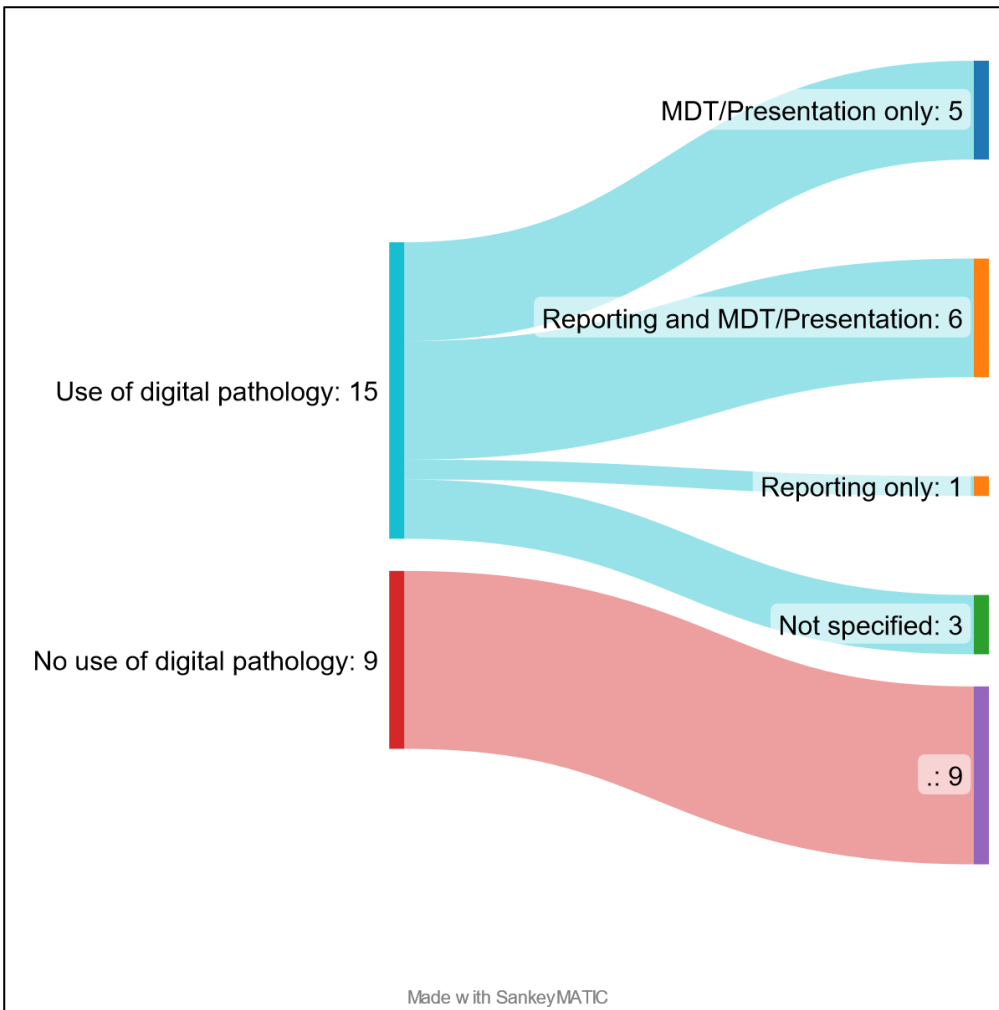 MDT/Presentation only: 5
Reporting and MDT/Presentation: 6
Use of digital pathology: 15
Reporting only: 1
Not specified: 3
No use of digital pathology: 9
.: 9
Made with SankeyMATIC